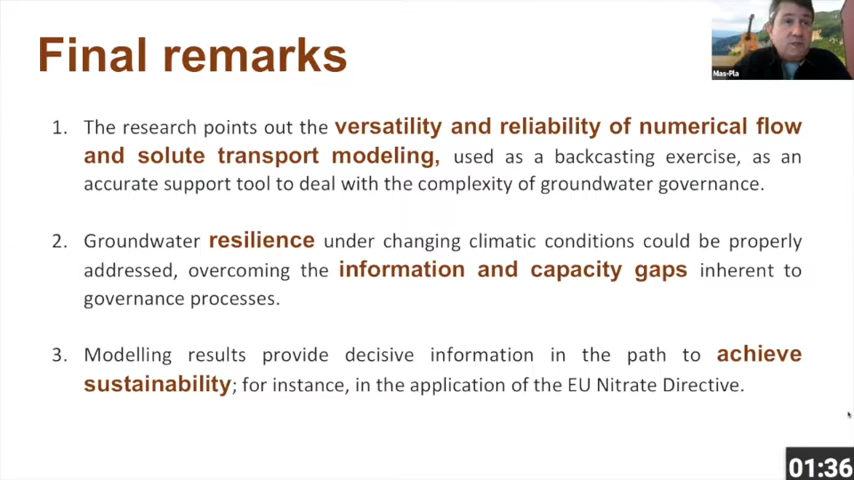 Final remarks
Mas-Pla
1. The research points out the versatility and reliability of numerical flow
and solute transport modeling, used as a backcasting exercise, as an
accurate support tool to deal with the complexity of groundwater governance.
2. Groundwater resilience under changing climatic conditions could be properly
addressed, overcoming the information and capacity gaps inherent to
governance processes.
3. Modelling results provide decisive information in the path to achieve
sustainability; for instance, in the application of the EU Nitrate Directive.
01:36